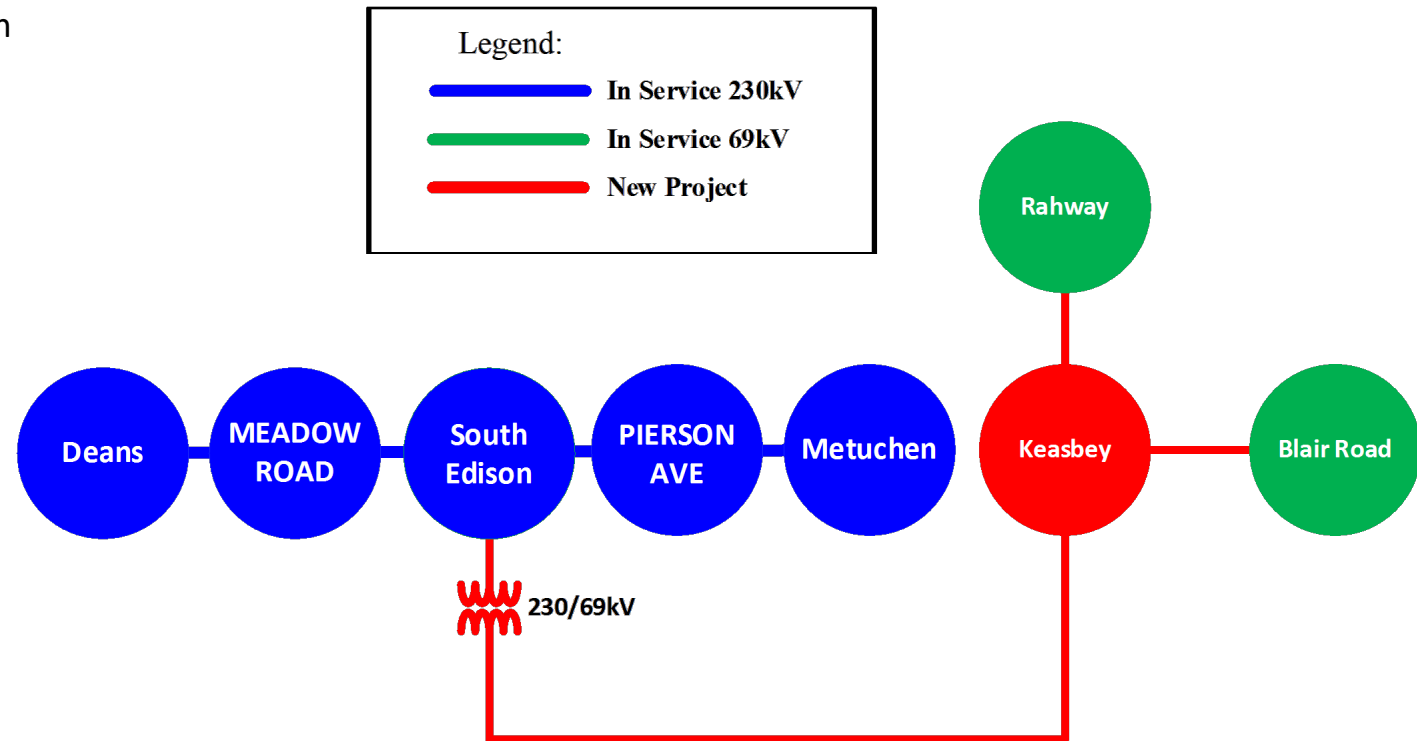 Legend:
In Service 230kV
In Service 69kV
New Project
Rahway
Deans
MEADOW
ROAD
South
Edison
PIERSON
AVE
Metuchen
Keasbey
Blair Road
230/69kV